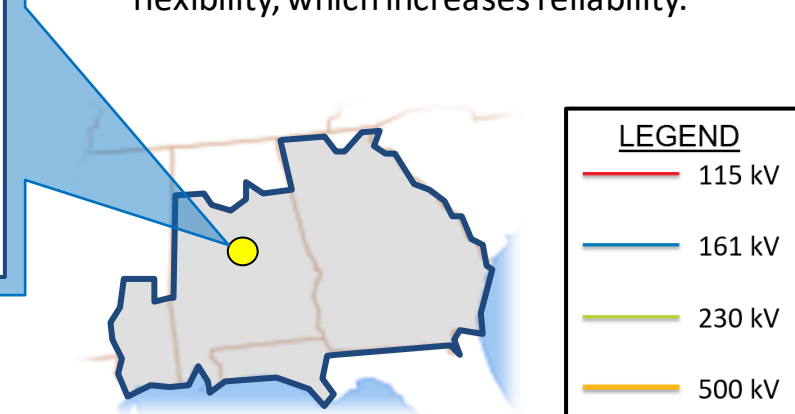 flexibility, which increases reliability.
LEGEND
115 kV
161 kV
230 kV
500 kV